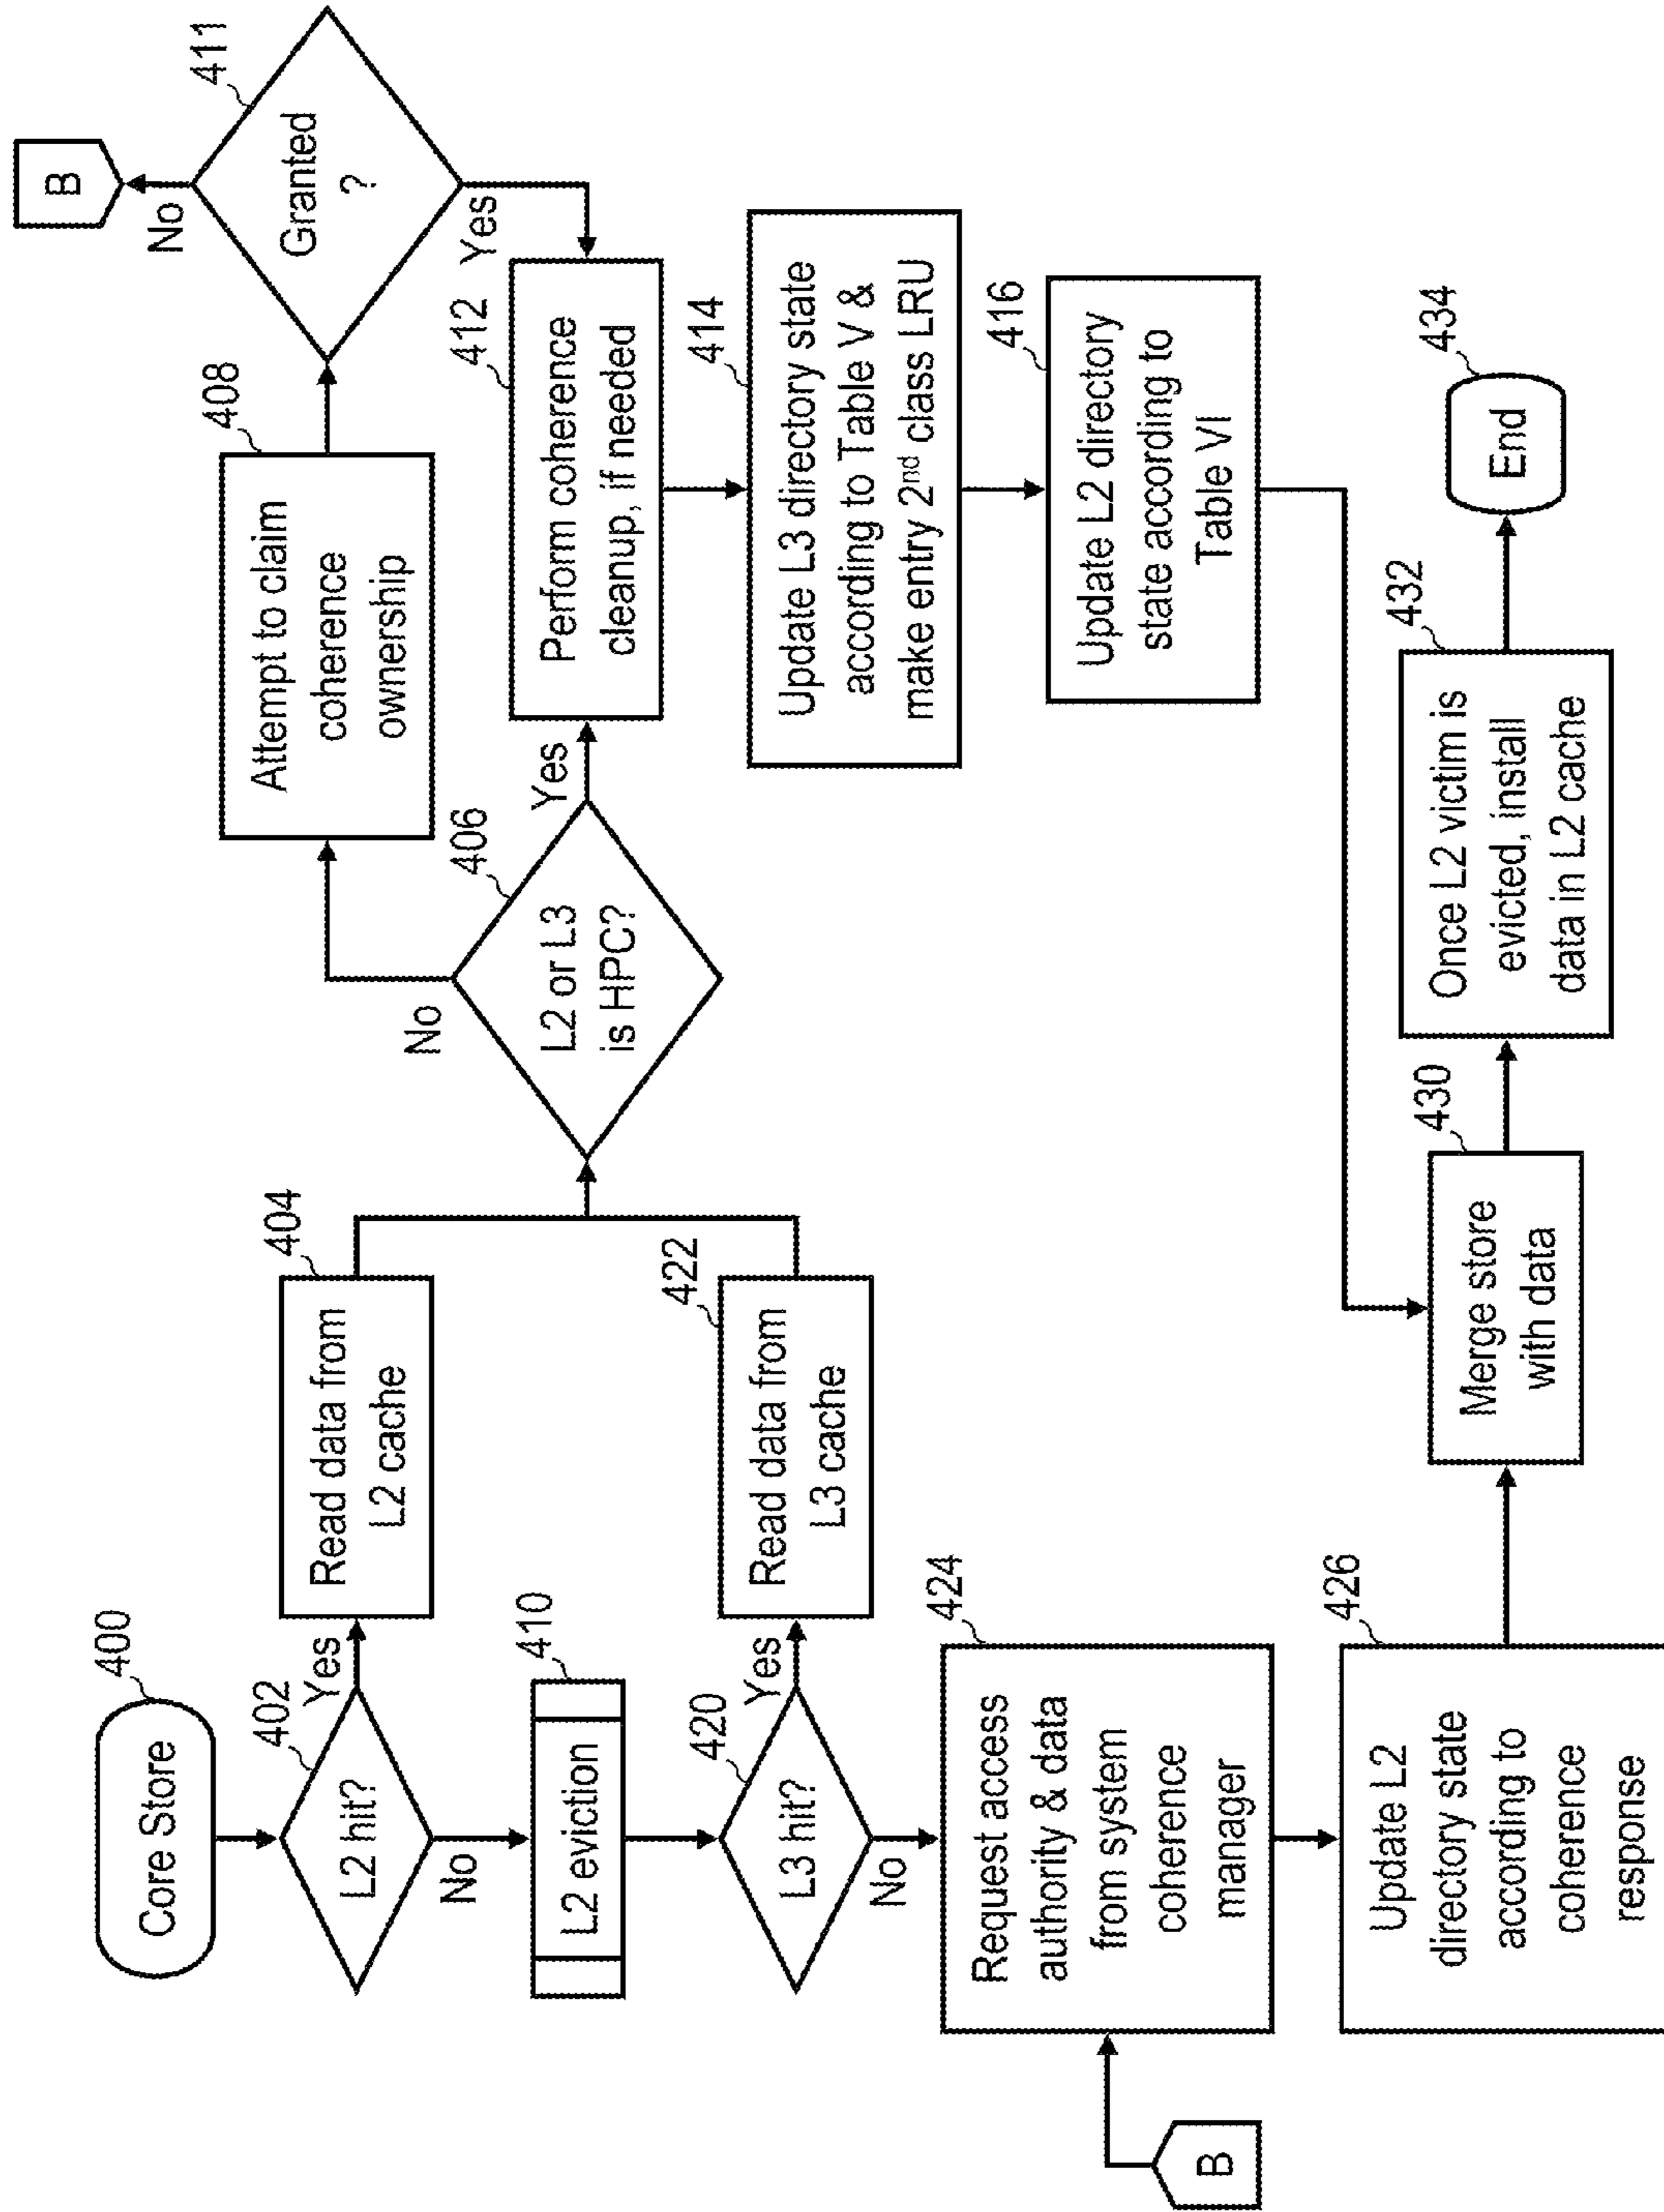 Core Store
400
L2 hit?
402
Yes
No
Read data from
L2 cache
404
L2 eviction
410
L3 hit?
420
Yes
No
Read data from
L3 cache
422
L2 or L3
is HPC?
406
No
Yes
Attempt to claim
coherence
ownership
408
Granted
?
411
No
Yes
B
Perform coherence
cleanup, if needed
412
Update L3 directory state
according to Table V &
make entry 2nd class LRU
414
Update L2 directory
state according to
Table VI
416
B
Request access
authority & data
from system
coherence
manager
424
Update L2
directory state
according to
coherence
response
426
Merge store
with data
430
Once L2 victim is
evicted, install
data in L2 cache
432
End
434